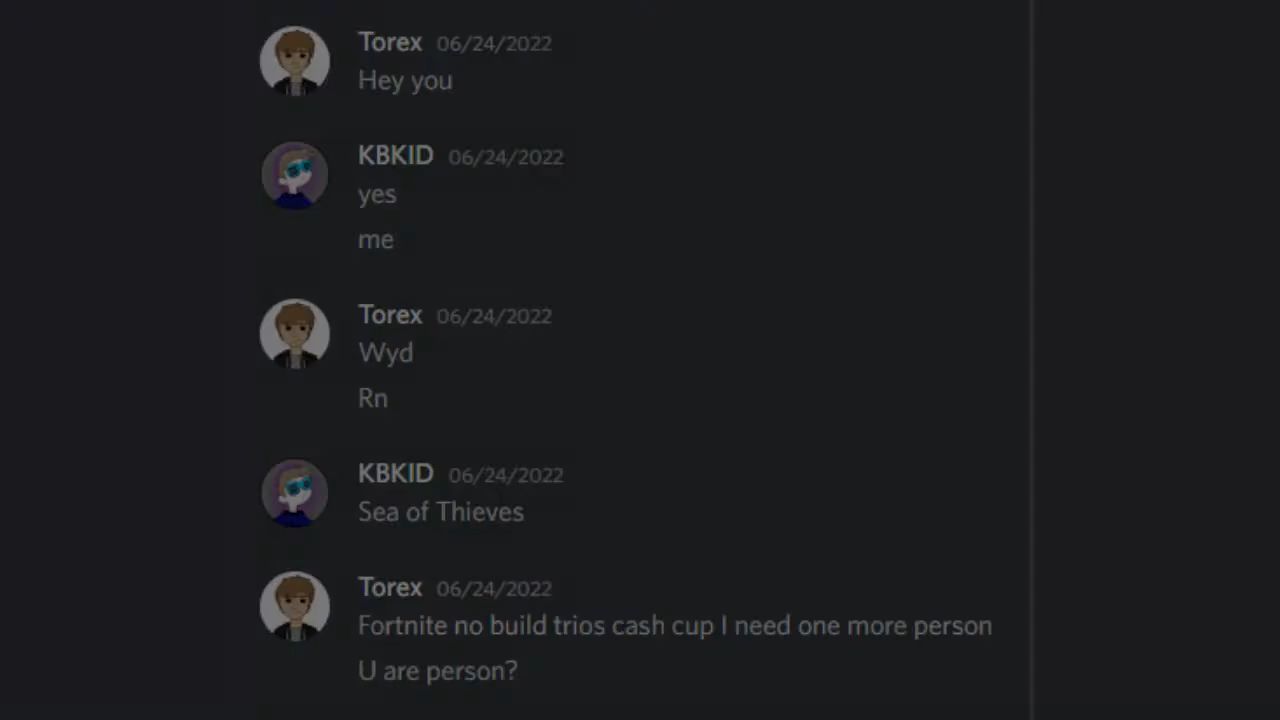 Torex 06/24/2022
Hey you
KBKID 06/24/2022
yes
me
Torex 06/24/2022
Wyd
Rn
KBKID 06/24/2022
Sea of Thieves
Torex 06/24/2022
Fortnite no build trios cash cup I need one more person
U are person?